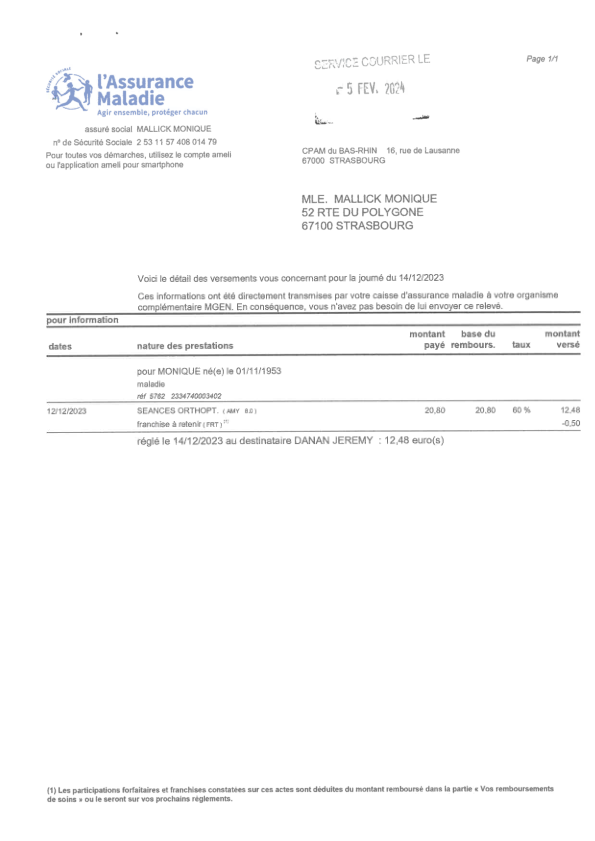 SERVICE COURRIER LE
5 FEV. 2024
Page 1/1
SÉCURITÉ SOCIALE
l'Assurance
Maladie
Agir ensemble, protéger chacun
assuré social MALLICK MONIQUE
n° de Sécurité Sociale 2 53 11 57 408 014 79
Pour toutes vos démarches, utilisez le compte ameli
ou l'application ameli pour smartphone
CPAM du BAS-RHIN 16, rue de Lausanne
67000 STRASBOURG
MLE. MALLICK MONIQUE
52 RTE DU POLYGONE
67100 STRASBOURG
Voici le détail des versements vous concernant pour la journé du 14/12/2023
Ces informations ont été directement transmises par votre caisse d'assurance maladie à votre organisme
complémentaire MGEN. En conséquence, vous n'avez pas besoin de lui envoyer ce relevé.
pour information
dates nature des prestations montant payé base du rembours. taux montant versé
pour MONIQUE né(e) le 01/11/1953
maladie
réf 5762 2334740003402
12/12/2023 SEANCES ORTHOPT. ( AMY 8.0 ) 20,80 20,80 60 % 12,48
franchise à retenir ( FRT ) (1) -0,50
réglé le 14/12/2023 au destinataire DANAN JEREMY : 12,48 euro(s)
(1) Les participations forfaitaires et franchises constatées sur ces actes sont déduites du montant remboursé dans la partie « Vos remboursements
de soins » ou le seront sur vos prochains règlements.